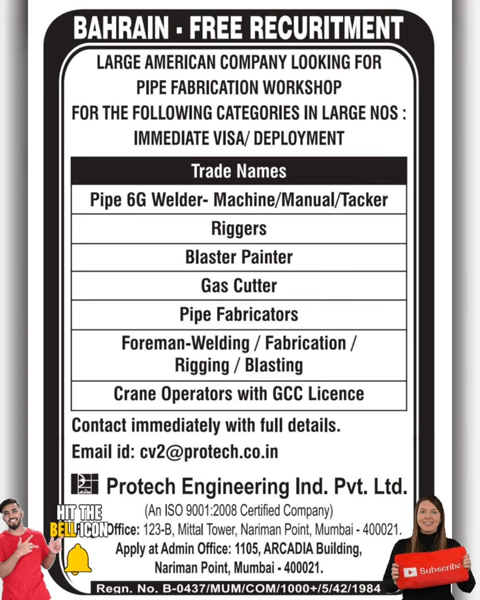 BAHRAIN - FREE RECURITMENT
LARGE AMERICAN COMPANY LOOKING FOR
PIPE FABRICATION WORKSHOP
FOR THE FOLLOWING CATEGORIES IN LARGE NOS :
IMMEDIATE VISA/ DEPLOYMENT
Trade Names
Pipe 6G Welder- Machine/Manual/Tacker
Riggers
Blaster Painter
Gas Cutter
Pipe Fabricators
Foreman-Welding / Fabrication /
Rigging / Blasting
Crane Operators with GCC Licence
Contact immediately with full details.
Email id: cv2@protech.co.in
Protech Engineering Ind. Pvt. Ltd.
(An ISO 9001:2008 Certified Company)
Office: 123-B, Mittal Tower, Nariman Point, Mumbai - 400021.
Apply at Admin Office: 1105, ARCADIA Building,
Nariman Point, Mumbai - 400021.
Regn. No. B-0437/MUM/COM/1000+/5/42/1984
HIT THE
BELL ICON
Subscribe